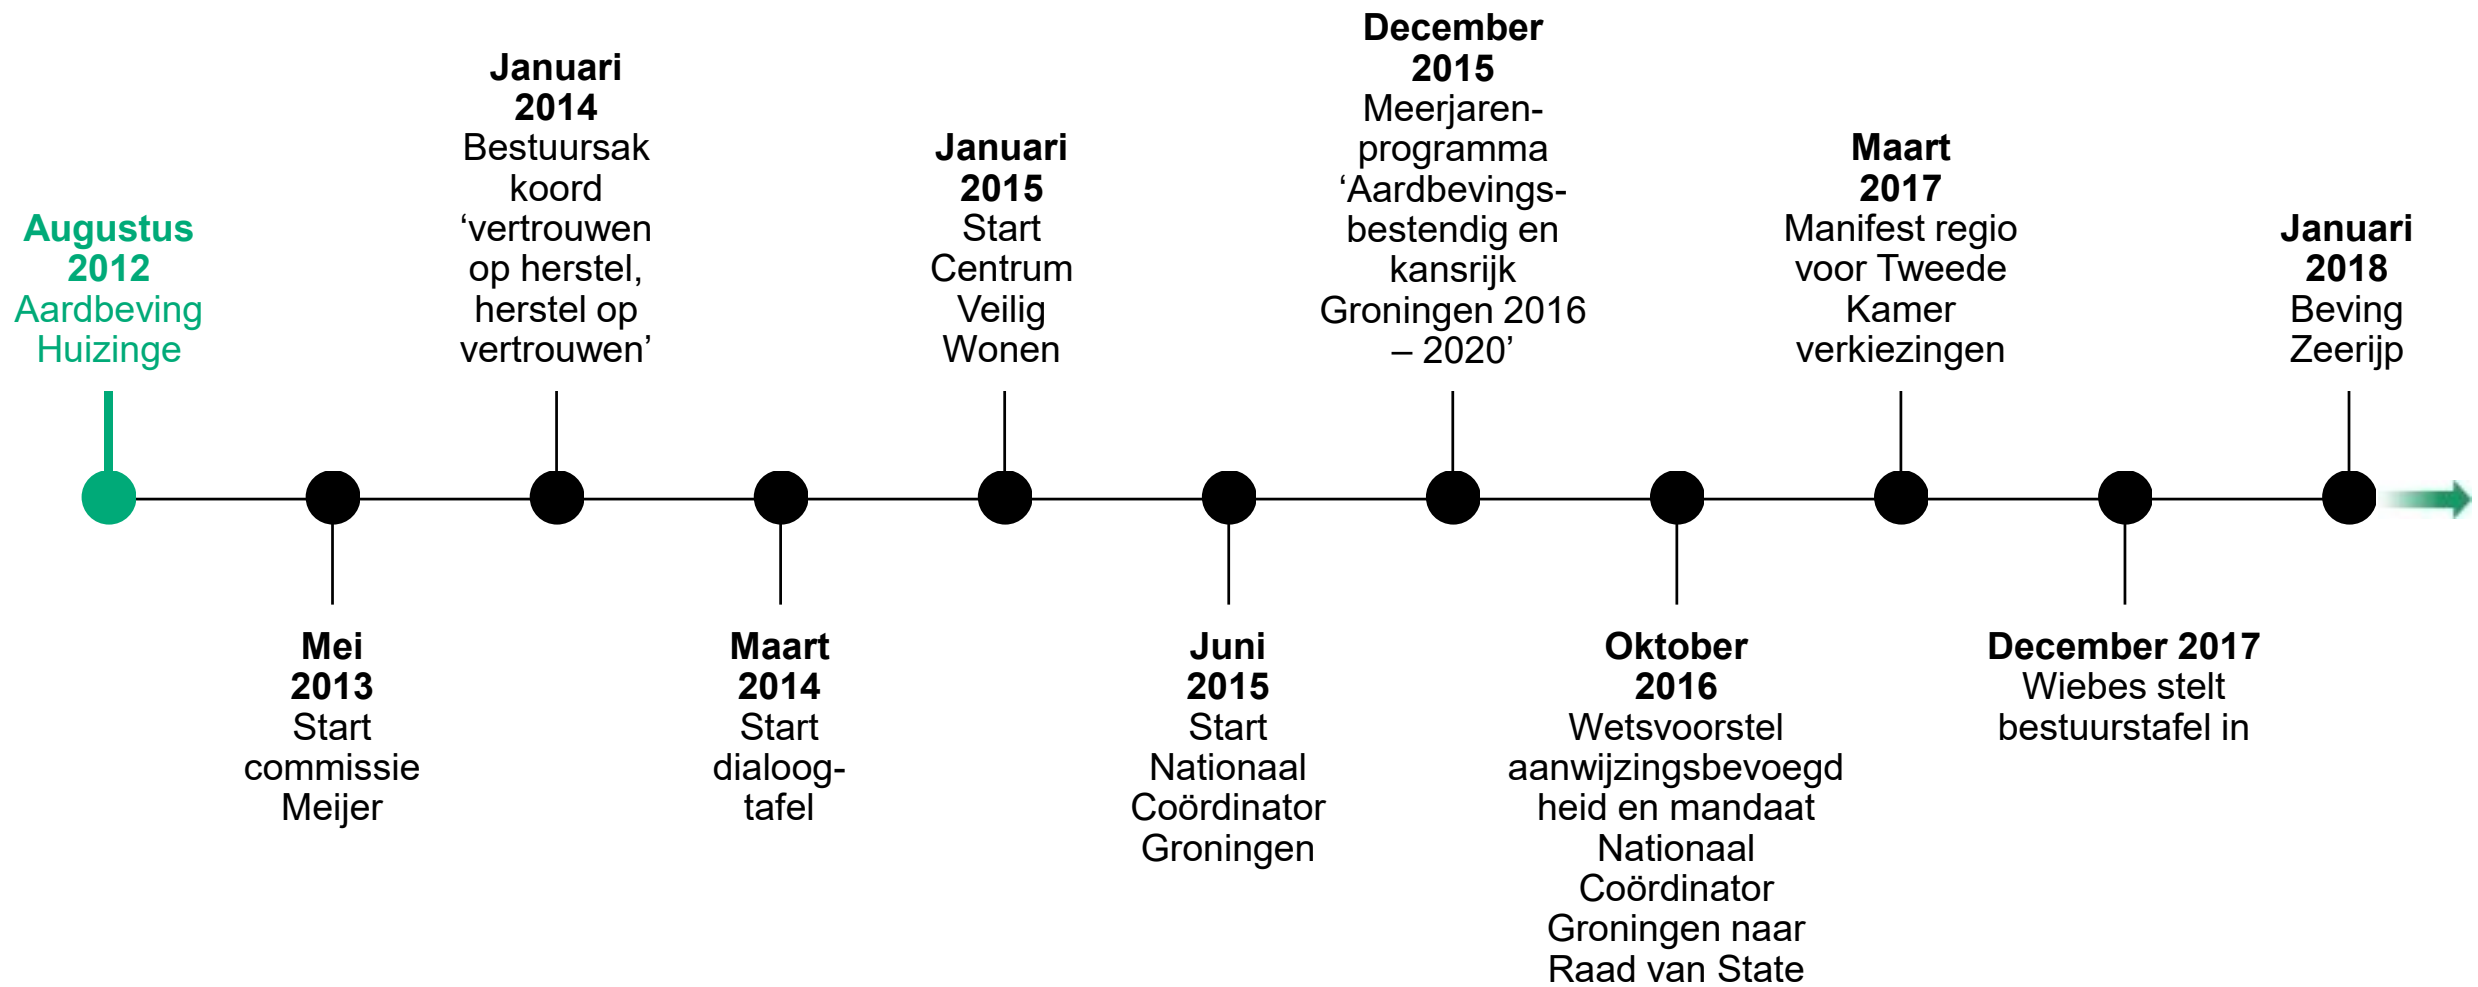 Augustus
2012
Aardbeving
Huizinge
Mei
2013
Start
commissie
Meijer
Januari
2014
Bestuursak
koord
‘vertrouwen
op herstel,
herstel op
vertrouwen’
Maart
2014
Start
dialoog-
tafel
Januari
2015
Start
Centrum
Veilig
Wonen
Juni
2015
Start
Nationaal
Coördinator
Groningen
December
2015
Meerjaren-
programma
‘Aardbevings-
bestendig en
kansrijk
Groningen 2016
– 2020’
Oktober
2016
Wetsvoorstel
aanwijzingsbevoegd
heid en mandaat
Nationaal
Coördinator
Groningen naar
Raad van State
Maart
2017
Manifest regio
voor Tweede
Kamer
verkiezingen
December 2017
Wiebes stelt
bestuurstafel in
Januari
2018
Beving
Zeerijp